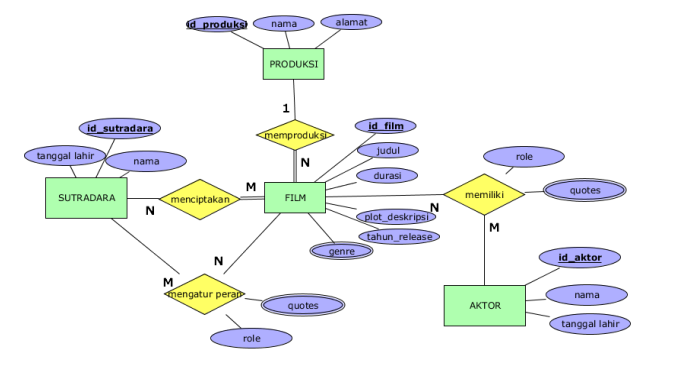 id_produksi
nama
alamat
PRODUKSI
1
memproduksi
N
id_sutradara
tanggal lahir
nama
SUTRADARA
N
menciptakan
M
FILM
id_film
judul
durasi
plot_deskripsi
tahun_release
genre
N
memiliki
role
quotes
M
id_aktor
nama
tanggal lahir
AKTOR
N
M
mengatur peran
quotes
role